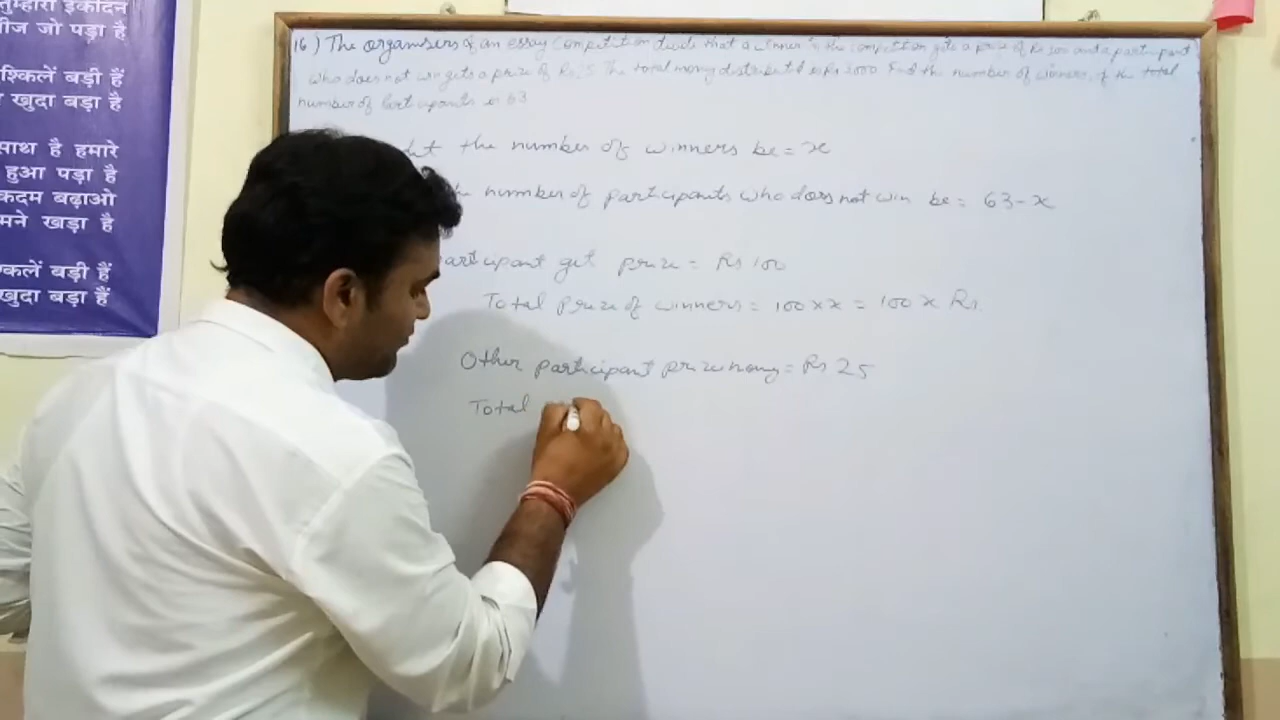 तुम्हारी इकदिन
ीज जो पड़ा है
श्किलें बड़ी हैं
खुदा बड़ा है
साथ है हमारे
हुआ पड़ा है
कदम बढ़ाओ
मने खड़ा है
कलें बड़ी हैं
खुदा बड़ा है
16) The organisers of an essay competition decide that a winner in the competition gets a prize of Rs 100 and a participant
who does not win gets a prize of Rs 25. The total money distributed is Rs 3000. Find the number of winners, if the total
number of participants is 63
the number of winners be = x
number of participants who does not win be = 63-x
participant get prize = Rs 100
Total Prize of winners = 100 × x = 100 x Rs.
Other participant prize mony = Rs 25
Total